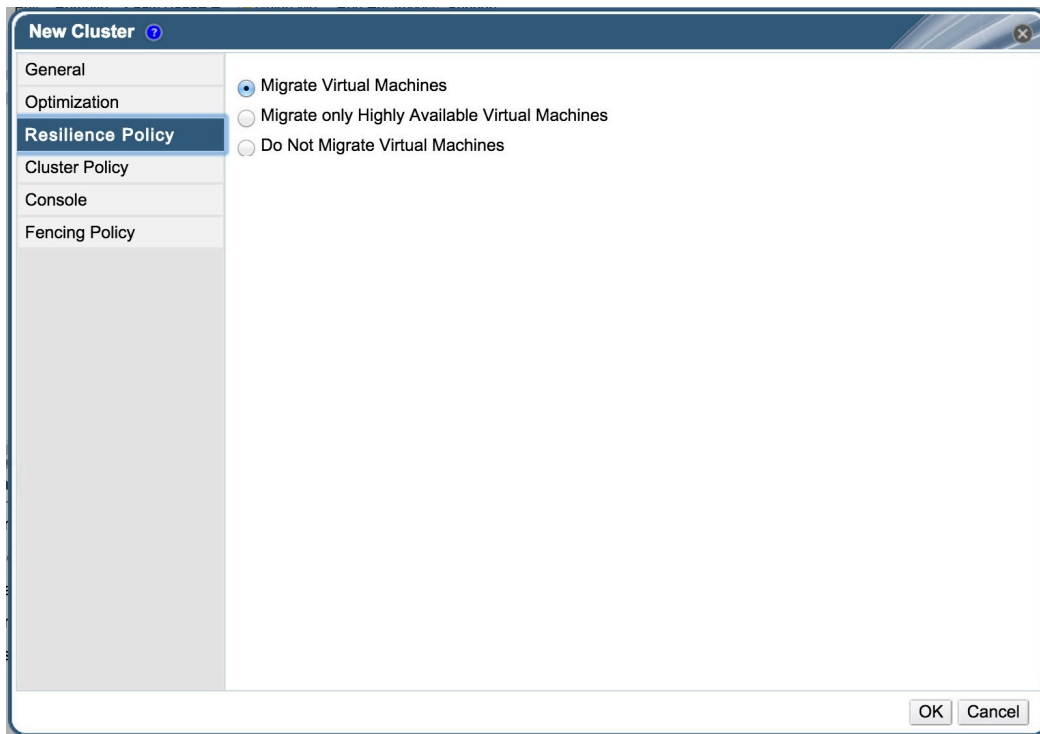 New Cluster ?
General
Optimization
Resilience Policy
Cluster Policy
Console
Fencing Policy
Migrate Virtual Machines
Migrate only Highly Available Virtual Machines
Do Not Migrate Virtual Machines
OK Cancel